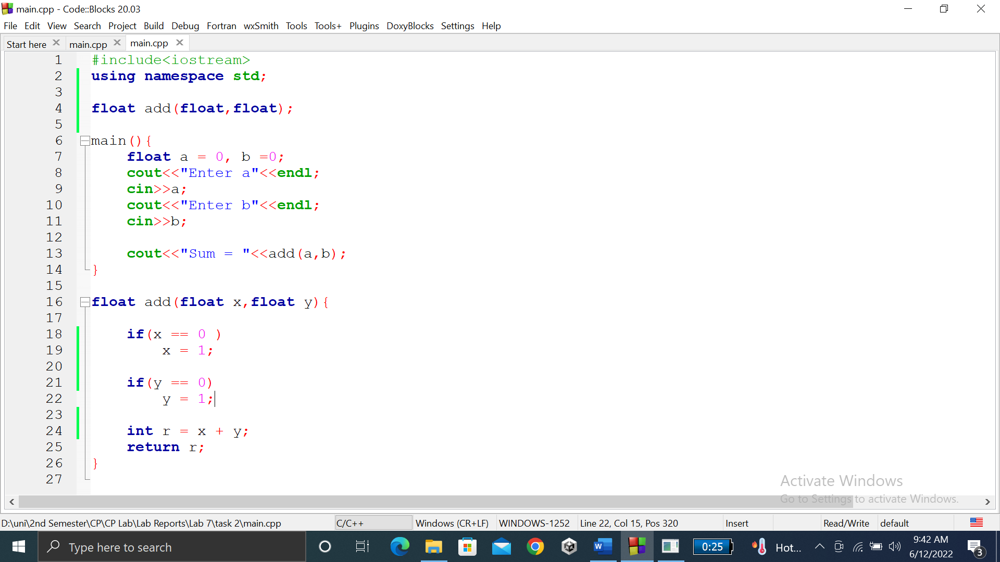 main.cpp - Code::Blocks 20.03
File Edit View Search Project Build Debug Fortran wxSmith Tools Tools+ Plugins DoxyBlocks Settings Help
Start here main.cpp main.cpp
1 #include<iostream>
2 using namespace std;
3
4 float add(float,float);
5
6 main(){
7 float a = 0, b =0;
8 cout<<"Enter a"<<endl;
9 cin>>a;
10 cout<<"Enter b"<<endl;
11 cin>>b;
12
13 cout<<"Sum = "<<add(a,b);
14 }
15
16 float add(float x,float y){
17
18 if(x == 0 )
19 x = 1;
20
21 if(y == 0)
22 y = 1;
23
24 int r = x + y;
25 return r;
26 }
27
Activate Windows
Go to Settings to activate Windows.
D:\uni\2nd Semester\CP\CP Lab\Lab Reports\Lab 7\task 2\main.cpp C/C++ Windows (CR+LF) WINDOWS-1252 Line 22, Col 15, Pos 320 Insert Read/Write default
Type here to search 0:25 Hot... 9:42 AM
6/12/2022 3